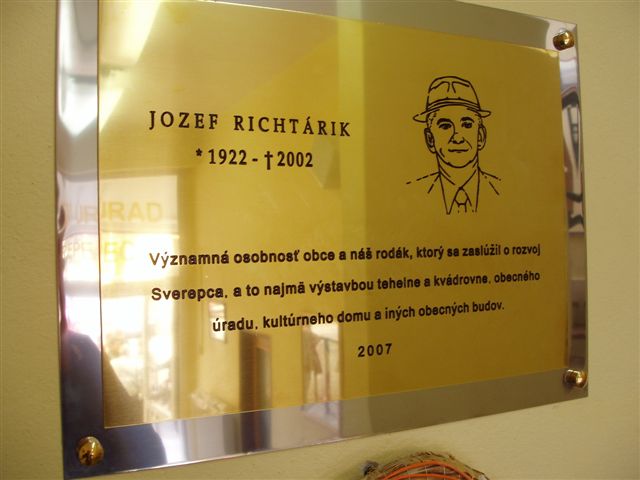 JOZEF RICHTÁRIK
* 1922 - † 2002
Významná osobnosť obce a náš rodák, ktorý sa zaslúžil o rozvoj
Sverepca, a to najmä výstavbou tehelne a kvádrovne, obecného
úradu, kultúrneho domu a iných obecných budov.
2007